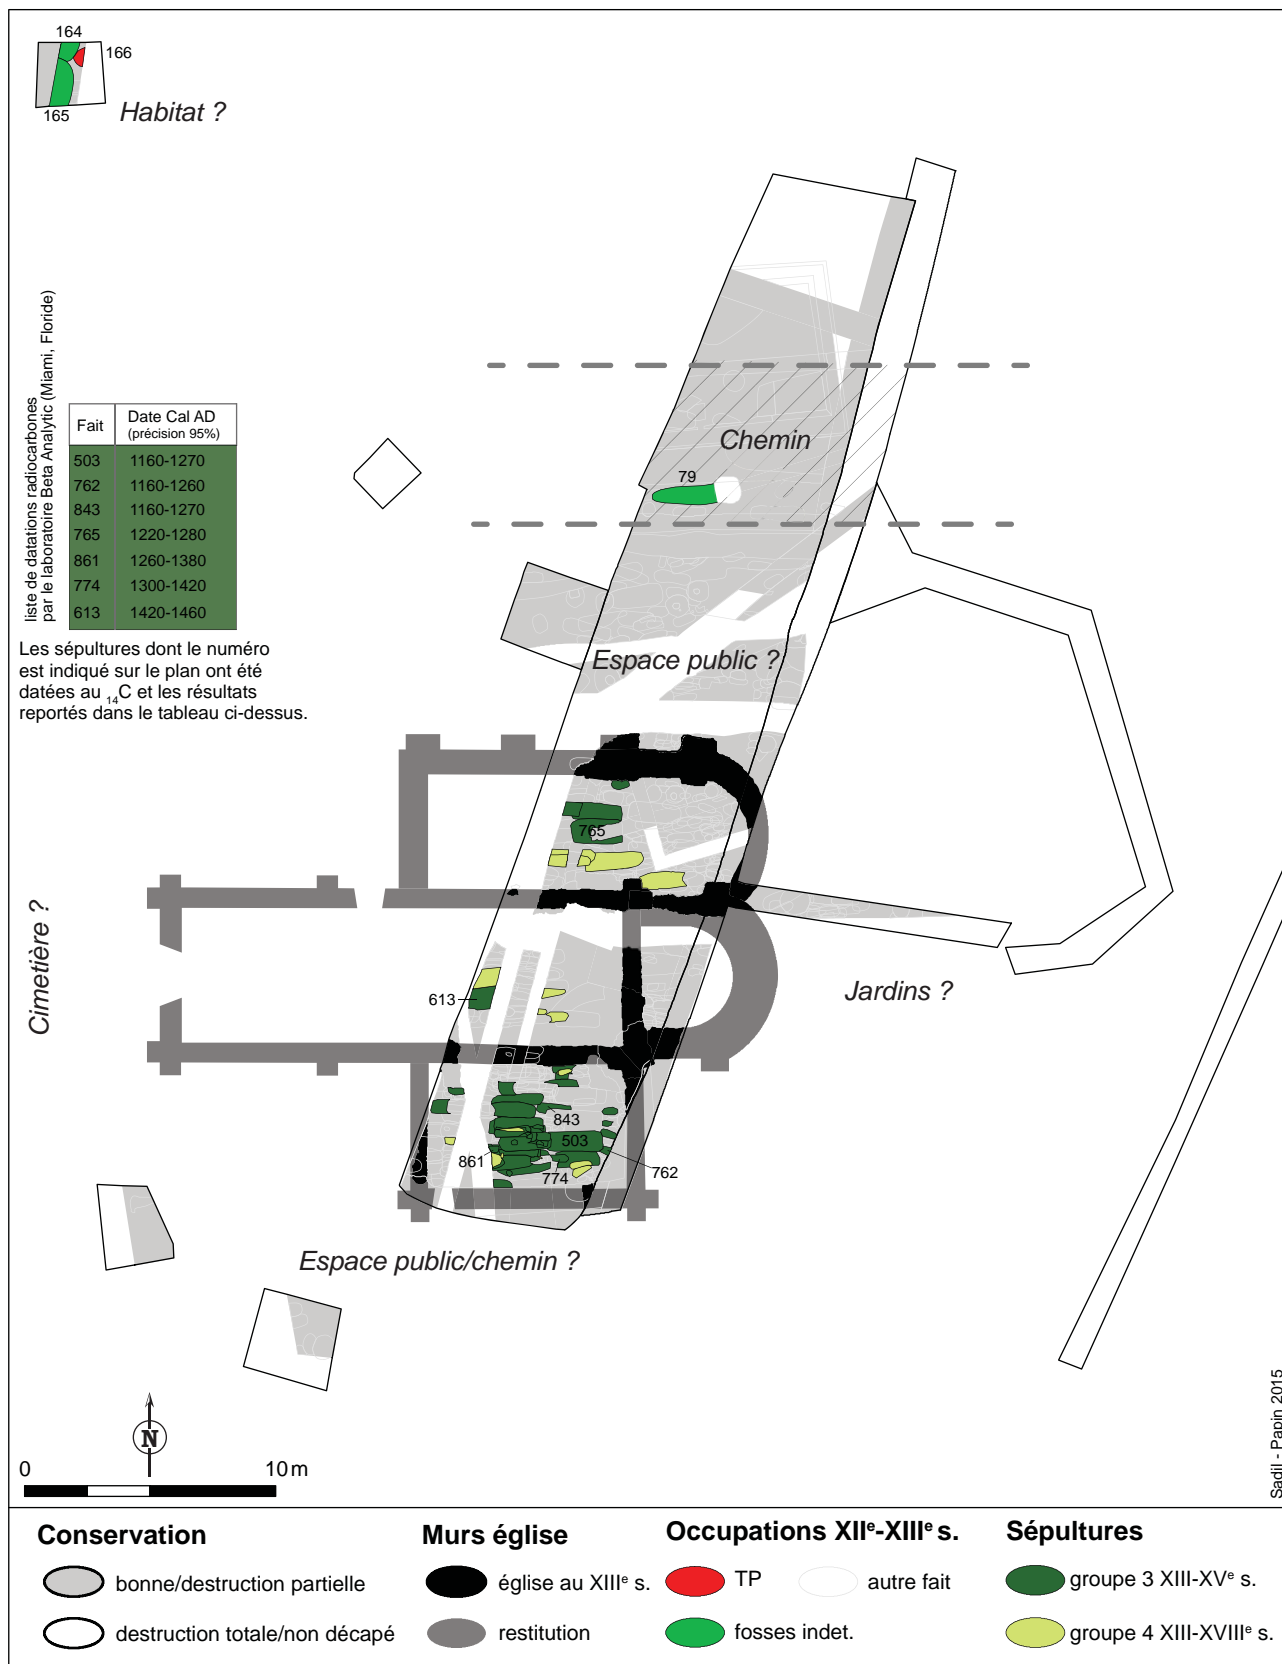 164
166
165
Habitat ?
liste de datations radiocarbones
par le laboratoire Beta Analytic (Miami, Floride)
Fait Date Cal AD
(précision 95%)
503 1160-1270
762 1160-1260
843 1160-1270
765 1220-1280
861 1260-1380
774 1300-1420
613 1420-1460
Les sépultures dont le numéro
est indiqué sur le plan ont été
datées au 14C et les résultats
reportés dans le tableau ci-dessus.
Chemin
79
Espace public ?
765
Cimetière ?
613
Jardins ?
843
503
861
774
762
Espace public/chemin ?
N
0 10 m
Sadil - Papin 2015
Conservation
bonne/destruction partielle
destruction totale/non décapé
Murs église
église au XIIIe s.
restitution
Occupations XIIe-XIIIe s.
TP
autre fait
fosses indet.
Sépultures
groupe 3 XIII-XVe s.
groupe 4 XIII-XVIIIe s.